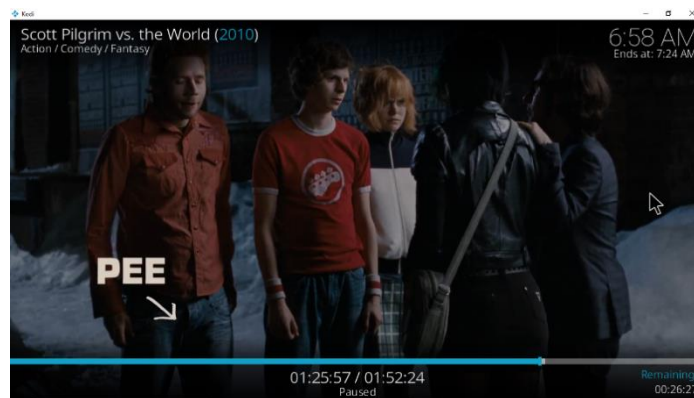 Kodi
Scott Pilgrim vs. the World (2010)
Action / Comedy / Fantasy
6:58 AM
Ends at: 7:24 AM
PEE
01:25:57 / 01:52:24
Paused
Remaining
00:26:27